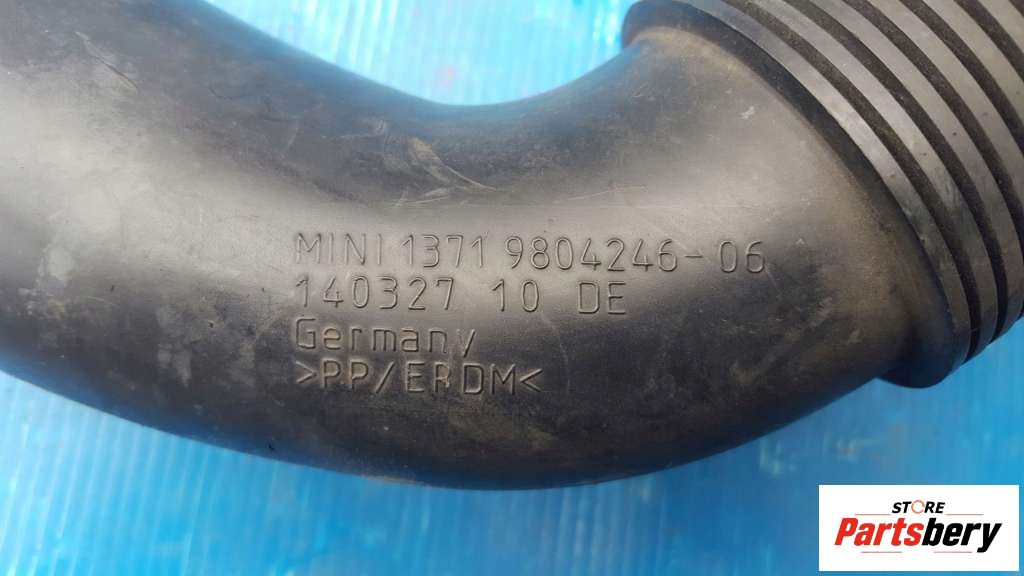 MINI 1371 9804246-06
140327 10 DE
Germany
>PP/ERDM<
STORE
Partsbery